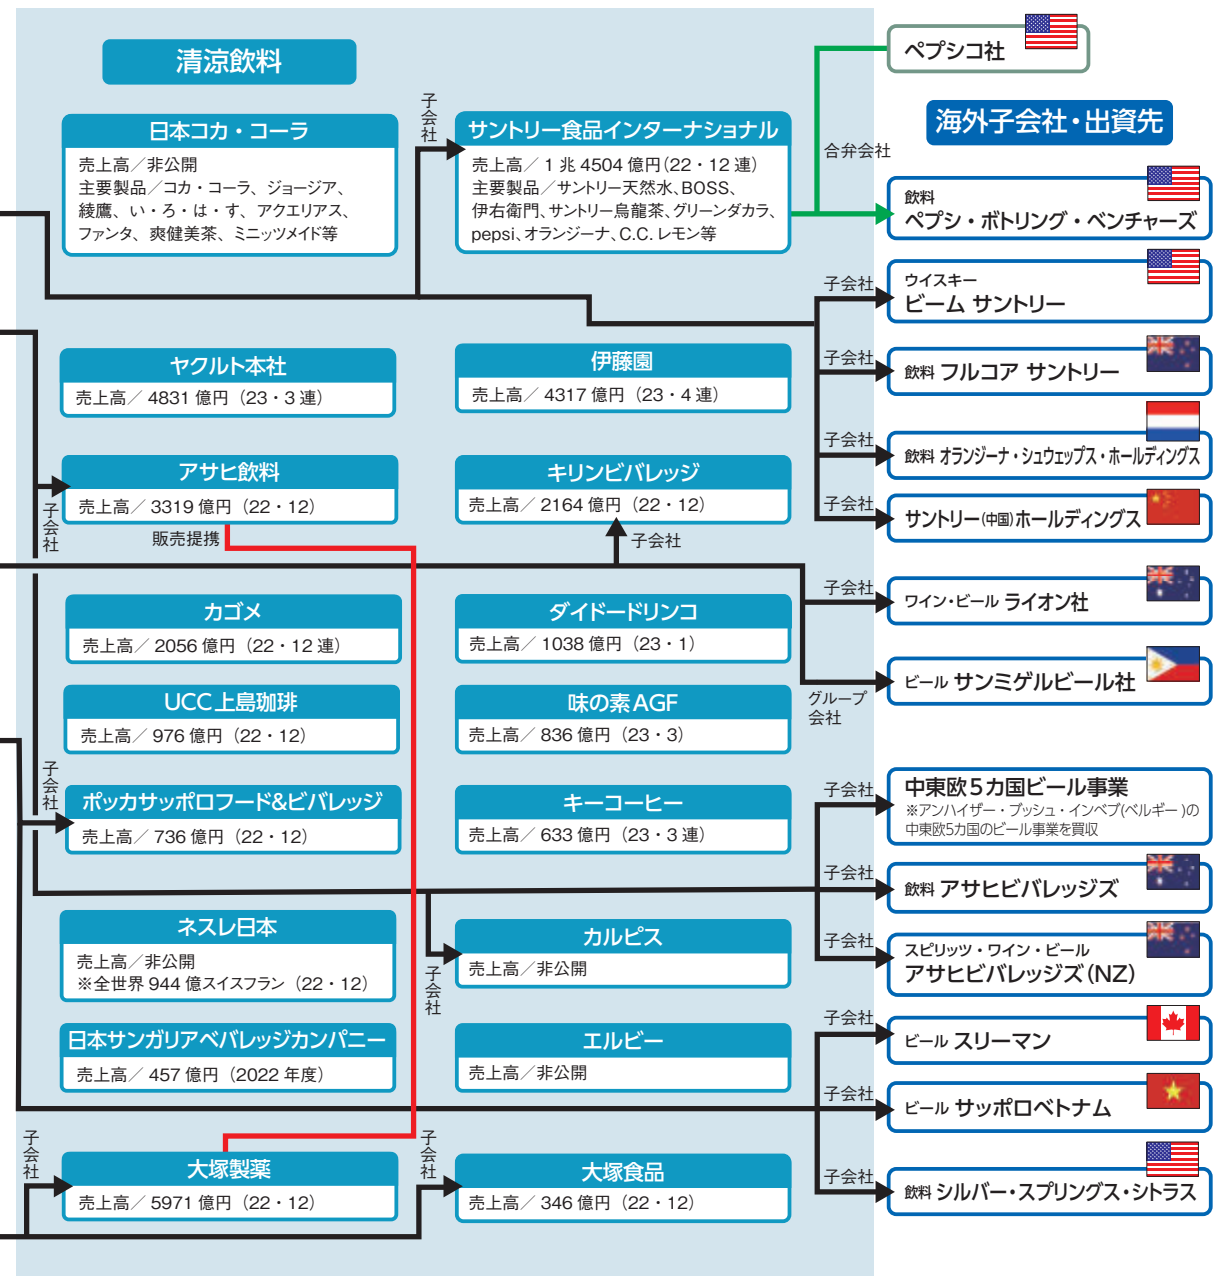 清涼飲料
日本コカ・コーラ
売上高／非公開
主要製品／コカ・コーラ、ジョージア、
綾鷹、い・ろ・は・す、アクエリアス、
ファンタ、爽健美茶、ミニッツメイド等
子会社
サントリー食品インターナショナル
売上高／1兆4504億円(22・12連)
主要製品／サントリー天然水、BOSS、
伊右衛門、サントリー烏龍茶、グリーンダカラ、
pepsi、オランジーナ、C.C.レモン等
ヤクルト本社
売上高／4831億円（23・3連）
伊藤園
売上高／4317億円（23・4連）
子会社
アサヒ飲料
売上高／3319億円（22・12）
販売提携
キリンビバレッジ
売上高／2164億円（22・12）
子会社
カゴメ
売上高／2056億円（22・12連）
ダイドードリンコ
売上高／1038億円（23・1）
UCC上島珈琲
売上高／976億円（22・12）
味の素AGF
売上高／836億円（23・3）
子会社
ポッカサッポロフード&ビバレッジ
売上高／736億円（22・12）
キーコーヒー
売上高／633億円（23・3連）
ネスレ日本
売上高／非公開
※全世界944億スイスフラン（22・12）
子会社
カルピス
売上高／非公開
日本サンガリアベバレッジカンパニー
売上高／457億円（2022年度）
エルビー
売上高／非公開
子会社
大塚製薬
売上高／5971億円（22・12）
子会社
大塚食品
売上高／346億円（22・12）
ペプシコ社
海外子会社・出資先
合弁会社
飲料
ペプシ・ボトリング・ベンチャーズ
子会社
ウイスキー
ビーム サントリー
子会社
飲料 フルコア サントリー
子会社
飲料 オランジーナ・シュウェップス・ホールディングス
子会社
サントリー(中国)ホールディングス
子会社
ワイン・ビール ライオン社
グループ
会社
ビール サンミゲルビール社
子会社
中東欧5カ国ビール事業
※アンハイザー・ブッシュ・インベブ(ベルギー)の
中東欧5カ国のビール事業を買収
子会社
飲料 アサヒビバレッジズ
子会社
スピリッツ・ワイン・ビール
アサヒビバレッジズ(NZ)
子会社
ビール スリーマン
子会社
ビール サッポロベトナム
子会社
飲料 シルバー・スプリングス・シトラス